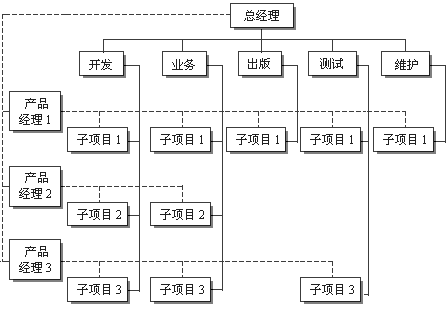 总经理
开发
业务
出版
测试
维护
产品
经理 1
子项目 1
子项目 1
子项目 1
子项目 1
子项目 1
产品
经理 2
子项目 2
子项目 2
产品
经理 3
子项目 3
子项目 3
子项目 3